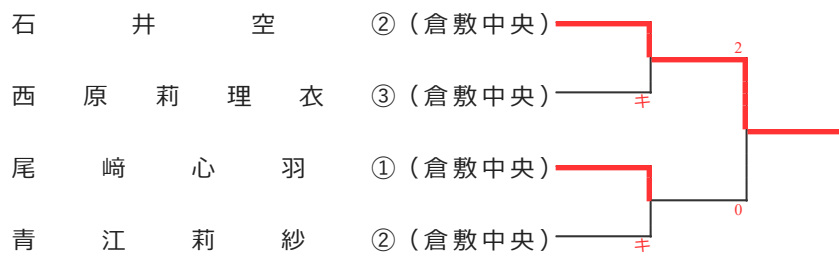 石井空 ②（倉敷中央）
2
西原莉理衣 ③（倉敷中央）
キ
尾﨑心羽 ①（倉敷中央）
0
青江莉紗 ②（倉敷中央）
キ